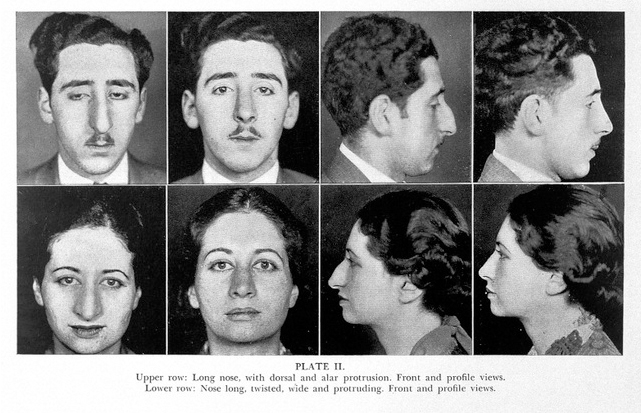 PLATE II.
Upper row: Long nose, with dorsal and alar protrusion. Front and profile views.
Lower row: Nose long, twisted, wide and protruding. Front and profile views.